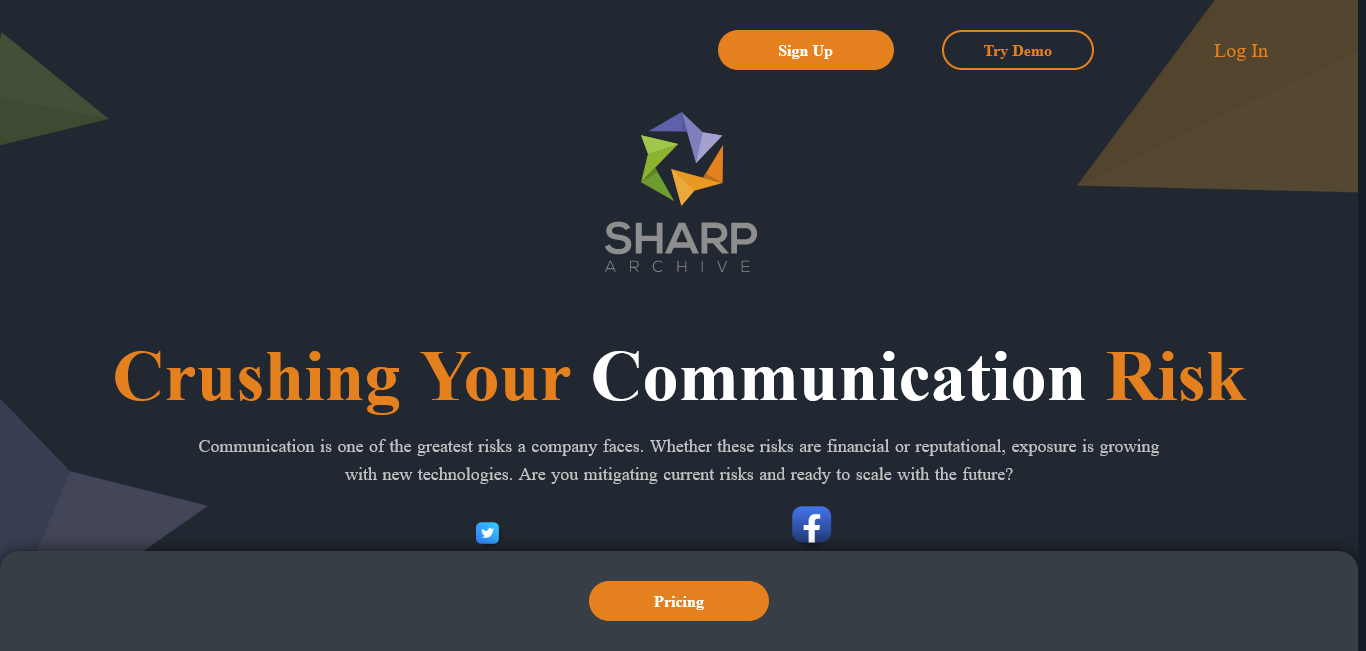 Sign Up
Try Demo
Log In
SHARP
ARCHIVE
Crushing Your Communication Risk
Communication is one of the greatest risks a company faces. Whether these risks are financial or reputational, exposure is growing
with new technologies. Are you mitigating current risks and ready to scale with the future?
Pricing